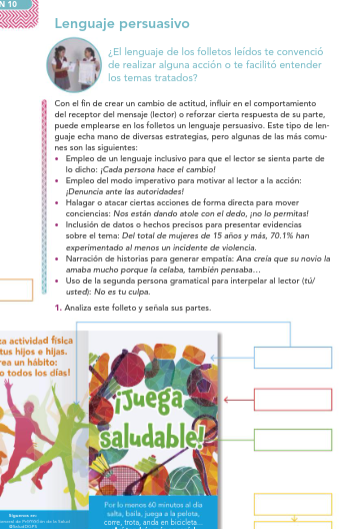 N 10
Lenguaje persuasivo
¿El lenguaje de los folletos leídos te convenció
de realizar alguna acción o te facilitó entender
los temas tratados?
Con el fin de crear un cambio de actitud, influir en el comportamiento
del receptor del mensaje (lector) o reforzar cierta respuesta de su parte,
puede emplearse en los folletos un lenguaje persuasivo. Este tipo de len-
guaje echa mano de diversas estrategias, pero algunas de las más comu-
nes son las siguientes:
• Empleo de un lenguaje inclusivo para que el lector se sienta parte de
lo dicho: ¡Cada persona hace el cambio!
• Empleo del modo imperativo para motivar al lector a la acción:
¡Denuncia ante las autoridades!
• Halagar o atacar ciertas acciones de forma directa para mover
conciencias: Nos están dando atole con el dedo, ¡no lo permitas!
• Inclusión de datos o hechos precisos para presentar evidencias
sobre el tema: Del total de mujeres de 15 años y más, 70.1% han
experimentado al menos un incidente de violencia.
• Narración de historias para generar empatía: Ana creía que su novio la
amaba mucho porque la celaba, también pensaba…
• Uso de la segunda persona gramatical para interpelar al lector (tú/
usted): No es tu culpa.
1. Analiza este folleto y señala sus partes.
za actividad física
tus hijos e hijas.
rea un hábito:
o todos los días!
¡Juega
saludable!
Por lo menos 60 minutos al día
salta, baila, juega a la pelota,
corre, trota, anda en bicicleta...
Síguenos en: